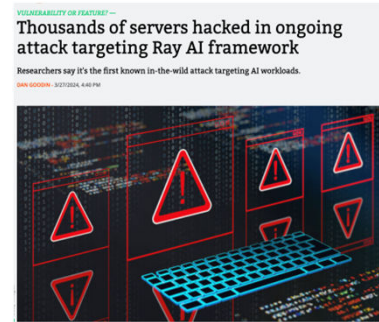 VULNERABILITY OR FEATURE? —
Thousands of servers hacked in ongoing
attack targeting Ray AI framework
Researchers say it's the first known in-the-wild attack targeting AI workloads.
DAN GOODIN - 3/27/2024, 4:40 PM